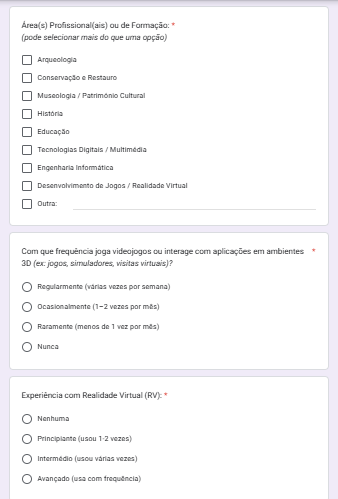 Área(s) Profissional(ais) ou de Formação: *
(pode selecionar mais do que uma opção)
Arqueologia
Conservação e Restauro
Museologia / Património Cultural
História
Educação
Tecnologias Digitais / Multimédia
Engenharia Informática
Desenvolvimento de Jogos / Realidade Virtual
Outra:
Com que frequência joga videojogos ou interage com aplicações em ambientes *
3D (ex: jogos, simuladores, visitas virtuais)?
Regularmente (várias vezes por semana)
Ocasionalmente (1–2 vezes por mês)
Raramente (menos de 1 vez por mês)
Nunca
Experiência com Realidade Virtual (RV): *
Nenhuma
Principiante (usou 1-2 vezes)
Intermédio (usou várias vezes)
Avançado (usa com frequência)